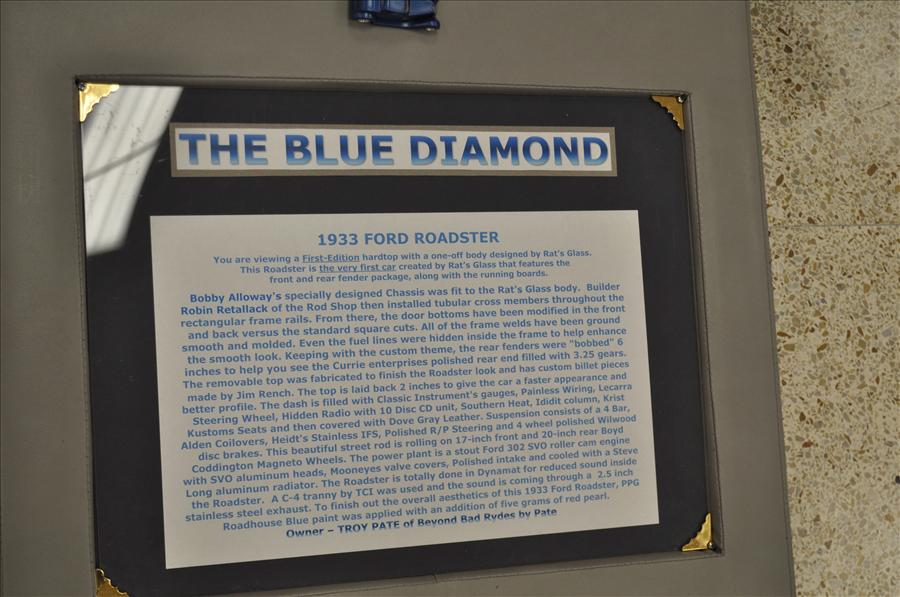 THE BLUE DIAMOND
1933 FORD ROADSTER
You are viewing a First-Edition hardtop with a one-off body designed by Rat's Glass.
This Roadster is the very first car created by Rat's Glass that features the
front and rear fender package, along with the running boards.
Bobby Alloway's specially designed Chassis was fit to the Rat's Glass body. Builder
Robin Retallack of the Rod Shop then installed tubular cross members throughout the
rectangular frame rails. From there, the door bottoms have been modified in the front
and back versus the standard square cuts. All of the frame welds have been ground
smooth and molded. Even the fuel lines were hidden inside the frame to help enhance
the smooth look. Keeping with the custom theme, the rear fenders were "bobbed" 6
inches to help you see the Currie enterprises polished rear end filled with 3.25 gears.
The removable top was fabricated to finish the Roadster look and has custom billet pieces
made by Jim Rench. The top is laid back 2 inches to give the car a faster appearance and
better profile. The dash is filled with Classic Instrument's gauges, Painless Wiring, Lecarra
Steering Wheel, Hidden Radio with 10 Disc CD unit, Southern Heat, Ididit column, Krist
Kustoms Seats and then covered with Dove Gray Leather. Suspension consists of a 4 Bar,
Alden Coilovers, Heidt's Stainless IFS, Polished R/P Steering and 4 wheel polished Wilwood
disc brakes. This beautiful street rod is rolling on 17-inch front and 20-inch rear Boyd
Coddington Magneto Wheels. The power plant is a stout Ford 302 SVO roller cam engine
with SVO aluminum heads, Mooneyes valve covers, Polished intake and cooled with a Steve
Long aluminum radiator. The Roadster is totally done in Dynamat for reduced sound inside
the Roadster. A C-4 tranny by TCI was used and the sound is coming through a 2.5 inch
stainless steel exhaust. To finish out the overall aesthetics of this 1933 Ford Roadster, PPG
Roadhouse Blue paint was applied with an addition of five grams of red pearl.
Owner – TROY PATE of Beyond Bad Rydes by Pate